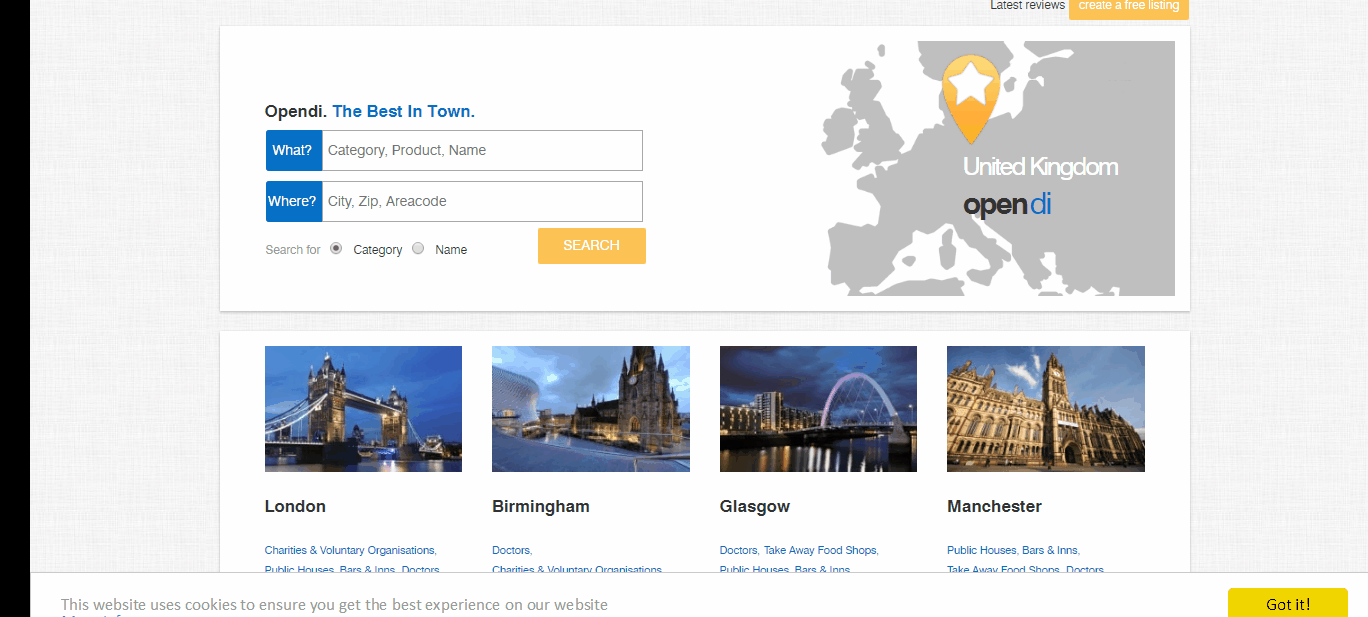 Latest reviews create a free listing
Opendi. The Best In Town.
What? Category, Product, Name
Where? City, Zip, Areacode
Search for Category Name SEARCH
United Kingdom
opendi
London Birmingham Glasgow Manchester
Charities & Voluntary Organisations, Doctors, Doctors, Take Away Food Shops, Public Houses, Bars & Inns,
Public Houses, Bars & Inns, Doctors Charities & Voluntary Organisations Public Houses, Bars & Inns Take Away Food Shops, Doctors
This website uses cookies to ensure you get the best experience on our website Got it!